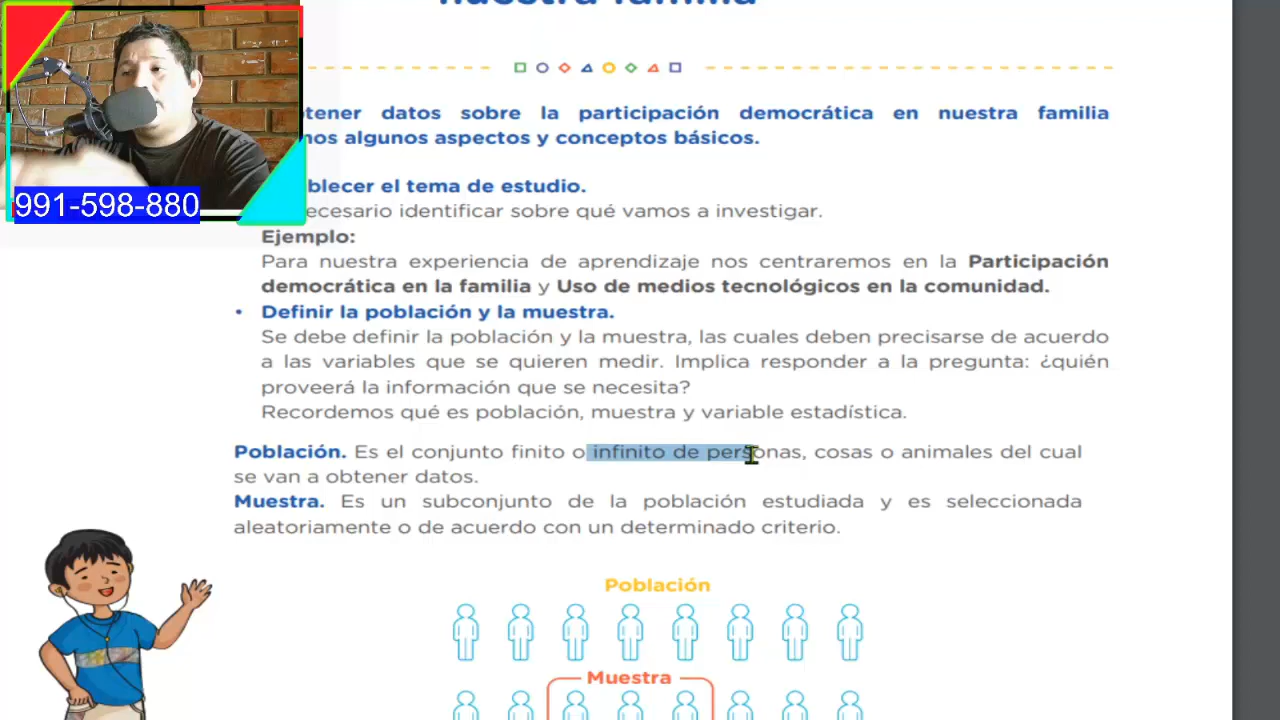 991-598-880
tener datos sobre la participación democrática en nuestra familia
nos algunos aspectos y conceptos básicos.
blecer el tema de estudio.
ecesario identificar sobre qué vamos a investigar.
Ejemplo:
Para nuestra experiencia de aprendizaje nos centraremos en la Participación
democrática en la familia y Uso de medios tecnológicos en la comunidad.
• Definir la población y la muestra.
Se debe definir la población y la muestra, las cuales deben precisarse de acuerdo
a las variables que se quieren medir. Implica responder a la pregunta: ¿quién
proveerá la información que se necesita?
Recordemos qué es población, muestra y variable estadística.
Población. Es el conjunto finito o infinito de personas, cosas o animales del cual
se van a obtener datos.
Muestra. Es un subconjunto de la población estudiada y es seleccionada
aleatoriamente o de acuerdo con un determinado criterio.
Población
Muestra